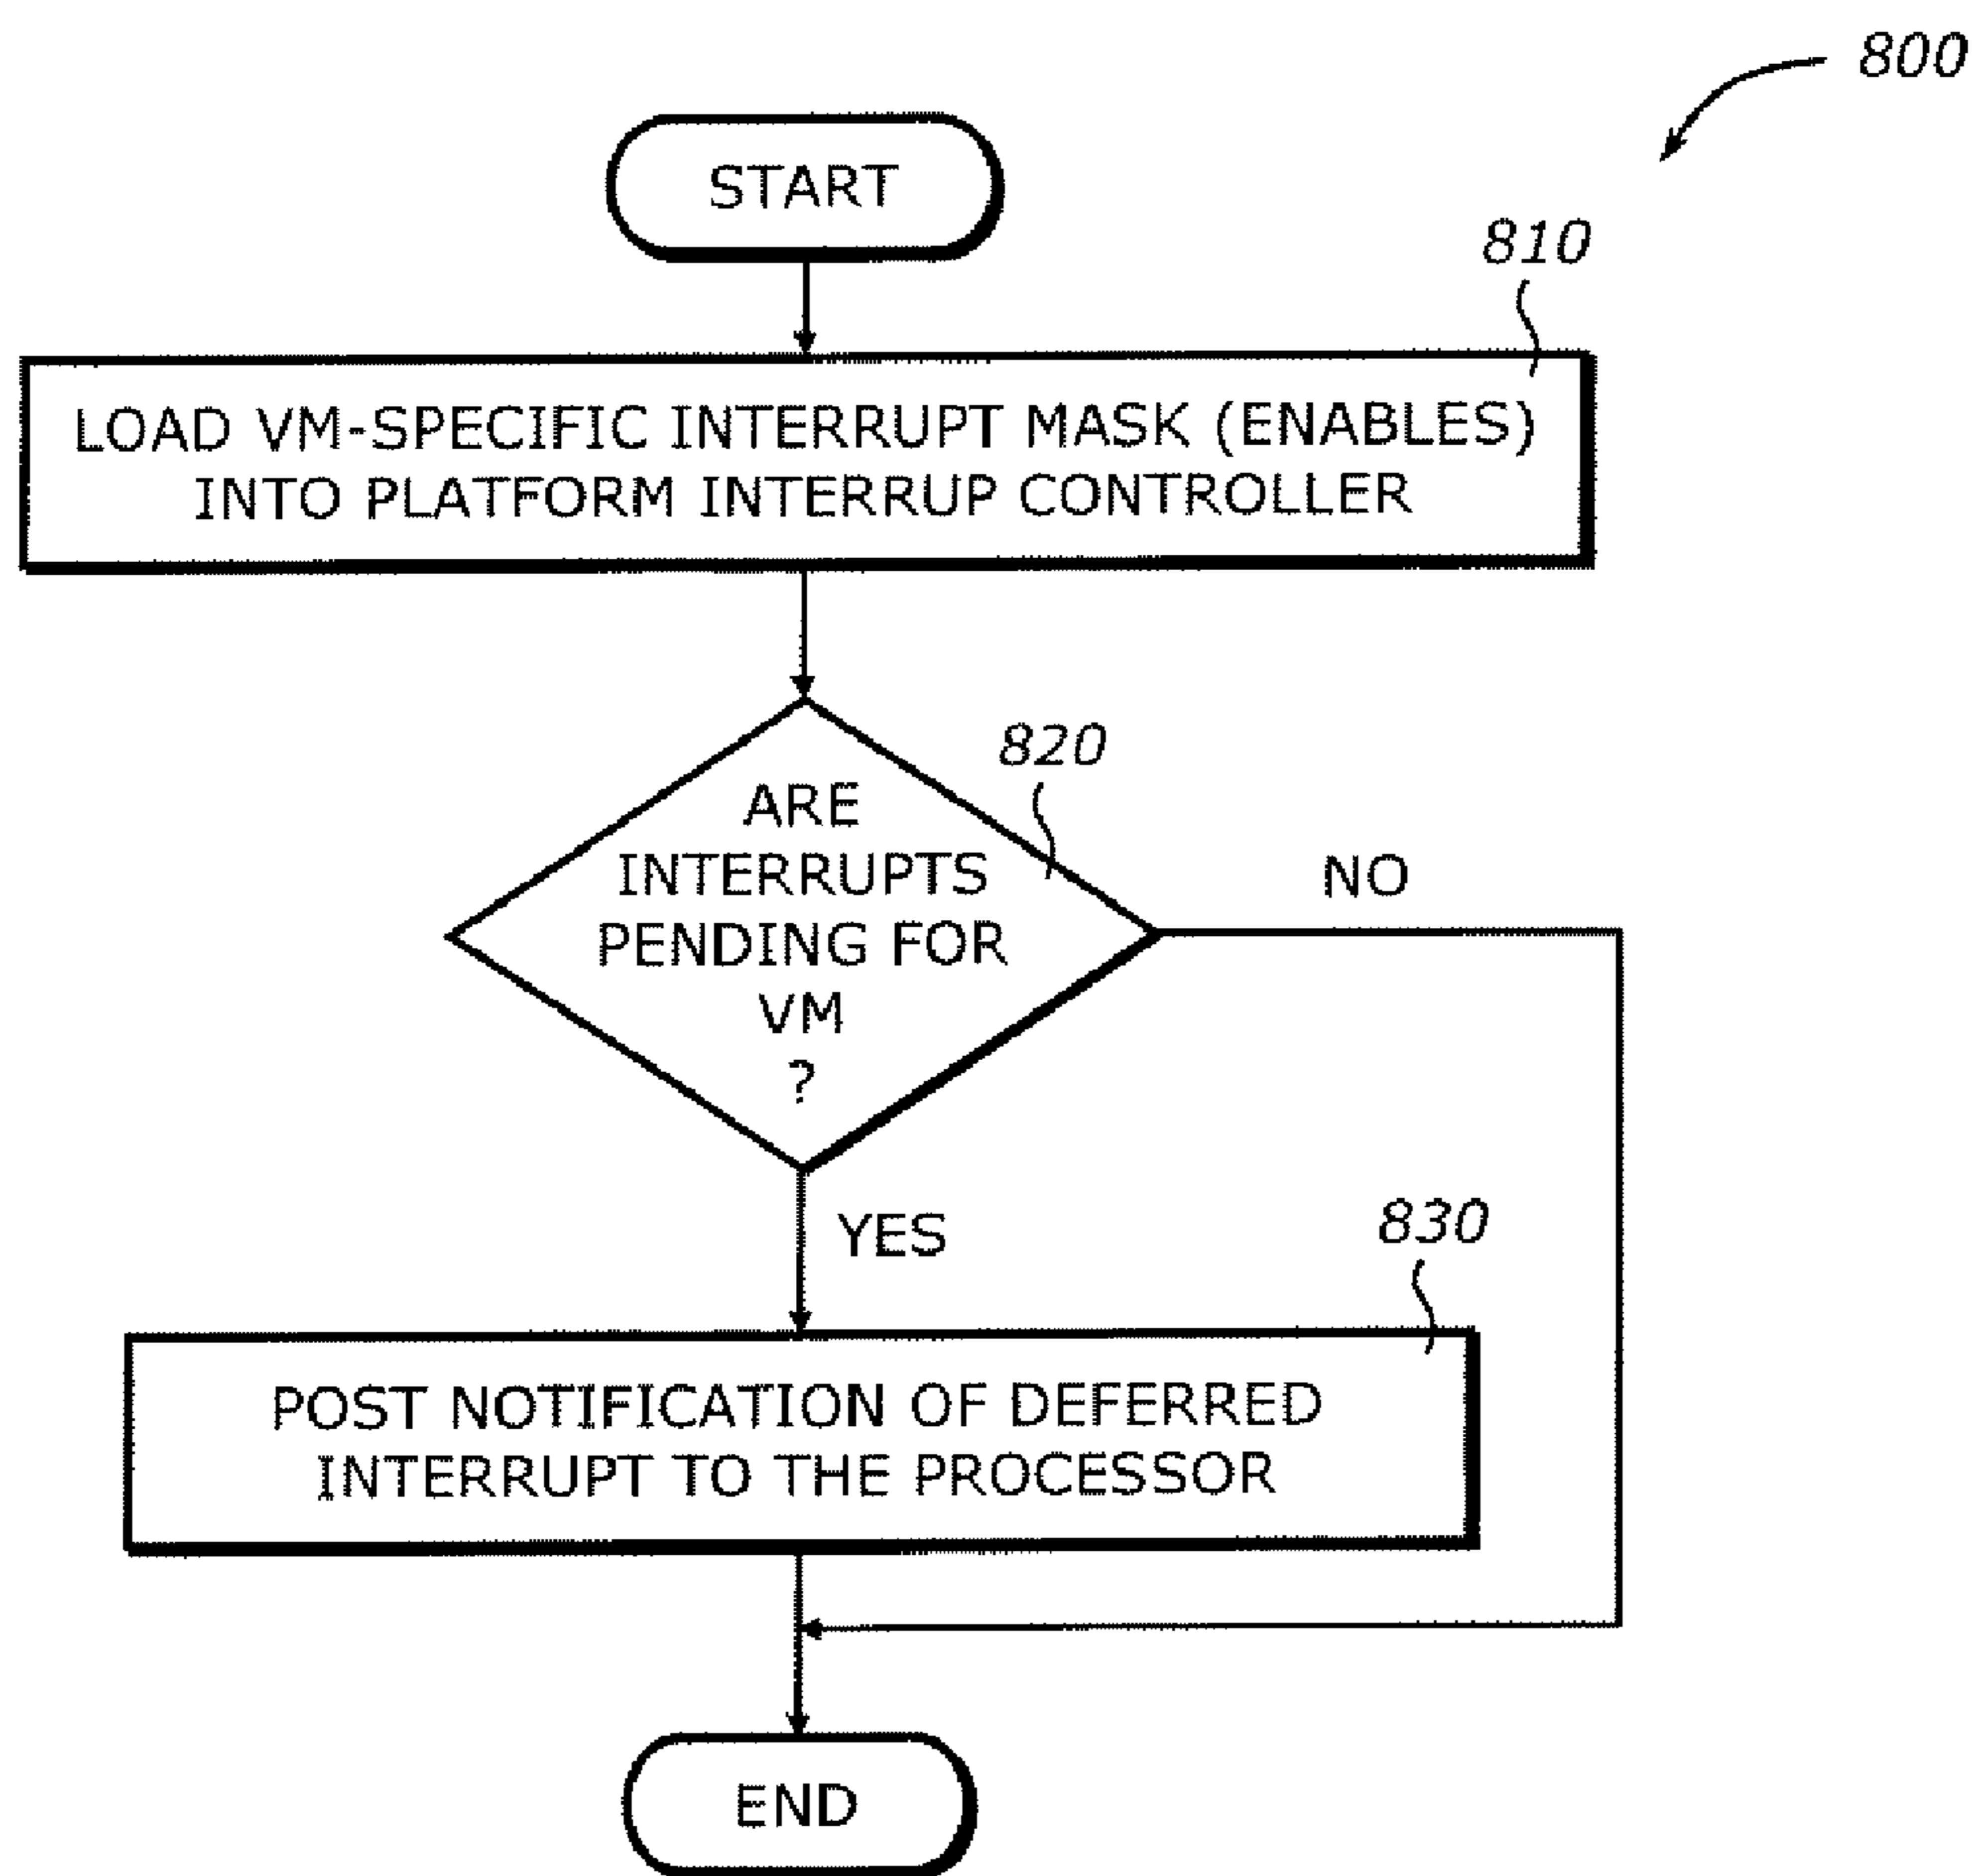 800
START
810
LOAD VM-SPECIFIC INTERRUPT MASK (ENABLES)
INTO PLATFORM INTERRUP CONTROLLER
820
ARE
INTERRUPTS
PENDING FOR
VM
?
NO
YES
830
POST NOTIFICATION OF DEFERRED
INTERRUPT TO THE PROCESSOR
END